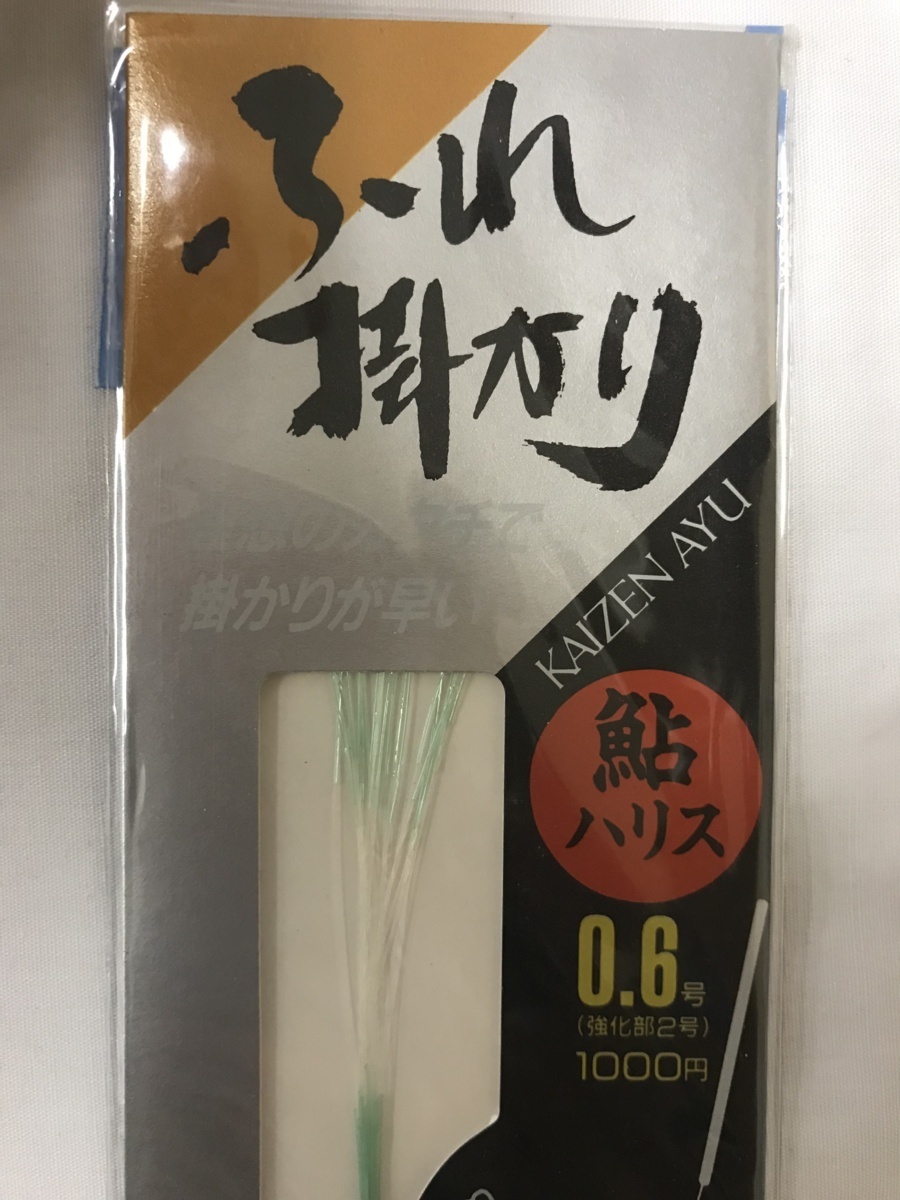 ふれ
掛かり
掛かりが早い
KAIZEN AYU
鮎
ハリス
0.6号
(強化部2号)
1000円